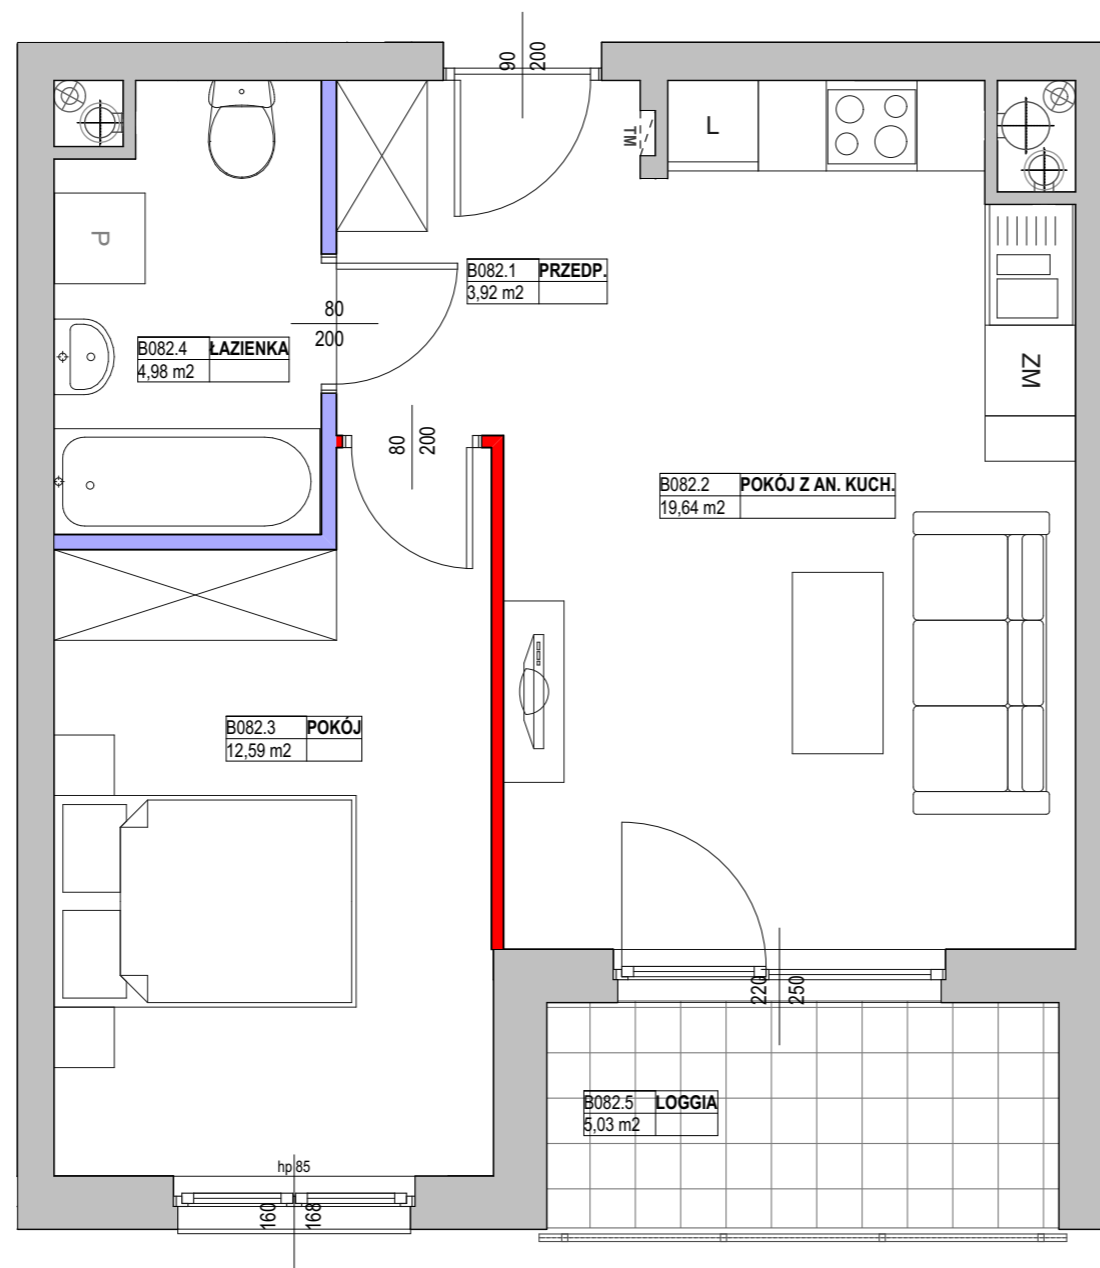 90
200
TM
L
P
B082.1 PRZEDP.
3,92 m2
80
200
B082.4 ŁAZIENKA
4,98 m2
ZM
80
200
B082.2 POKÓJ Z AN. KUCH.
19,64 m2
B082.3 POKÓJ
12,59 m2
220
250
B082.5 LOGGIA
5,03 m2
hp 85
160
168